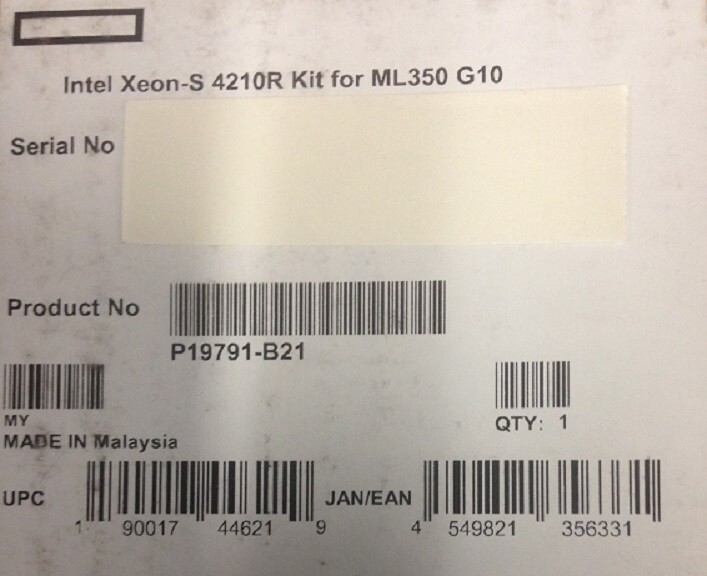 Intel Xeon-S 4210R Kit for ML350 G10
Serial No
Product No
P19791-B21
MY
QTY: 1
MADE IN Malaysia
UPC 1 90017 44621 9 JAN/EAN 4 549821 356331